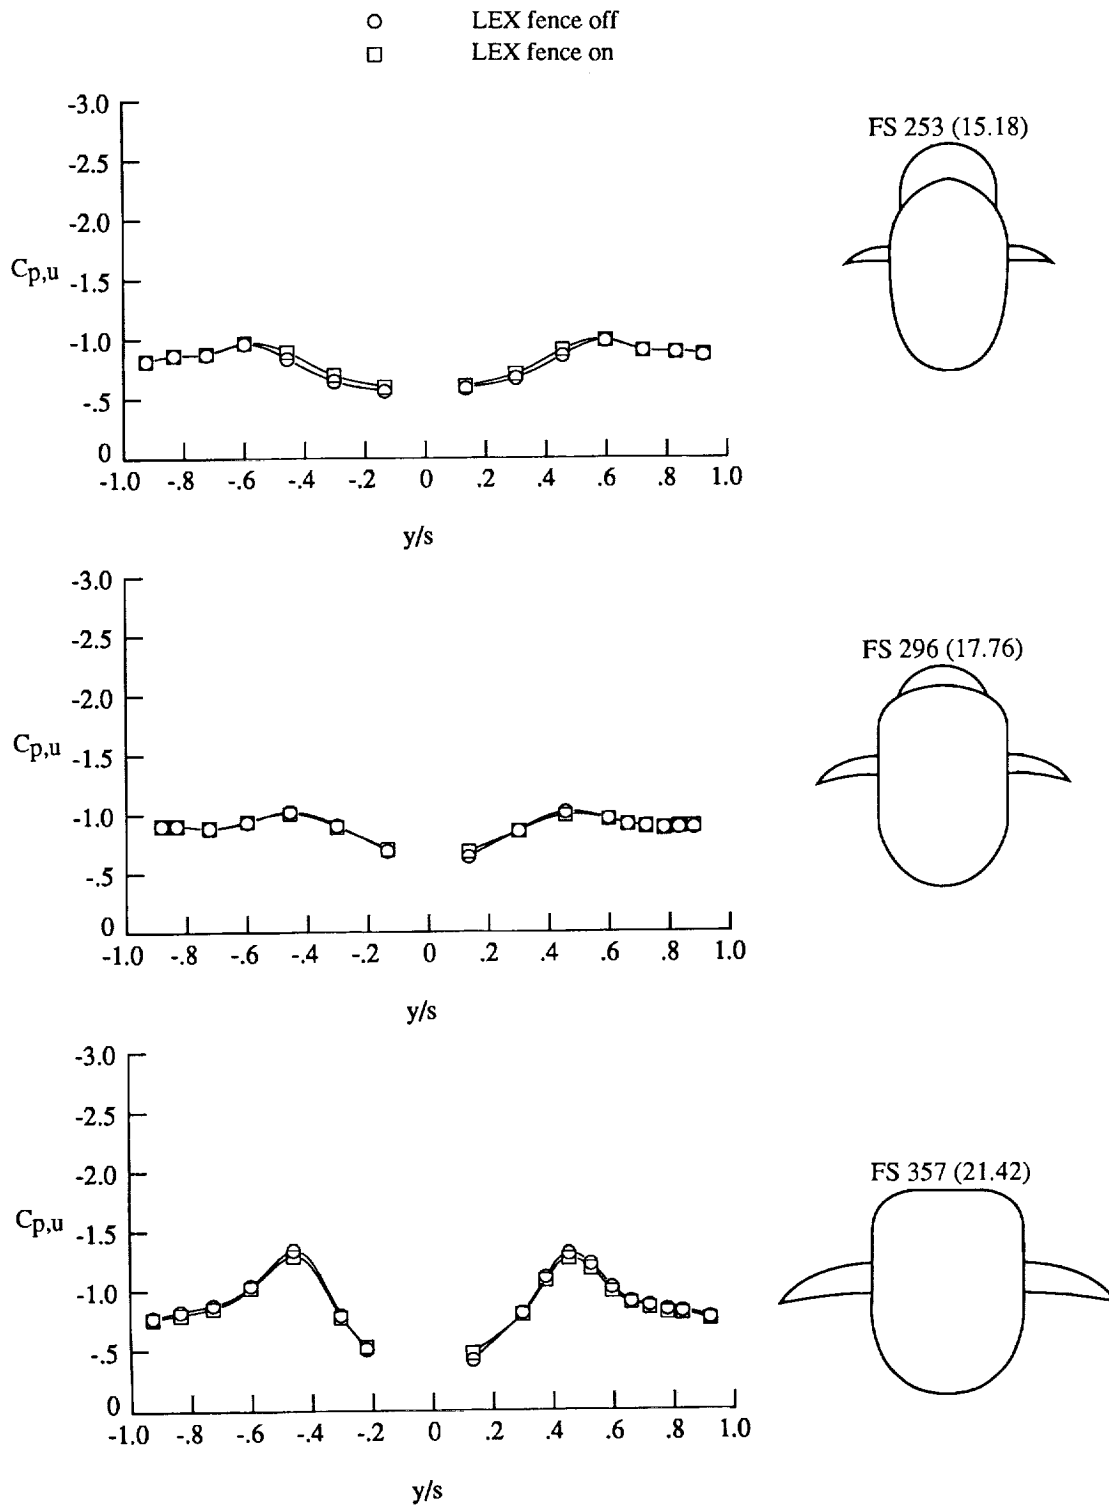 LEX fence off
LEX fence on
-3.0
-2.5
-2.0
-1.5
-1.0
-.5
0
Cp,u
-1.0 -.8 -.6 -.4 -.2 0 .2 .4 .6 .8 1.0
y/s
FS 253 (15.18)
-3.0
-2.5
-2.0
-1.5
-1.0
-.5
0
Cp,u
-1.0 -.8 -.6 -.4 -.2 0 .2 .4 .6 .8 1.0
y/s
FS 296 (17.76)
-3.0
-2.5
-2.0
-1.5
-1.0
-.5
0
Cp,u
-1.0 -.8 -.6 -.4 -.2 0 .2 .4 .6 .8 1.0
y/s
FS 357 (21.42)